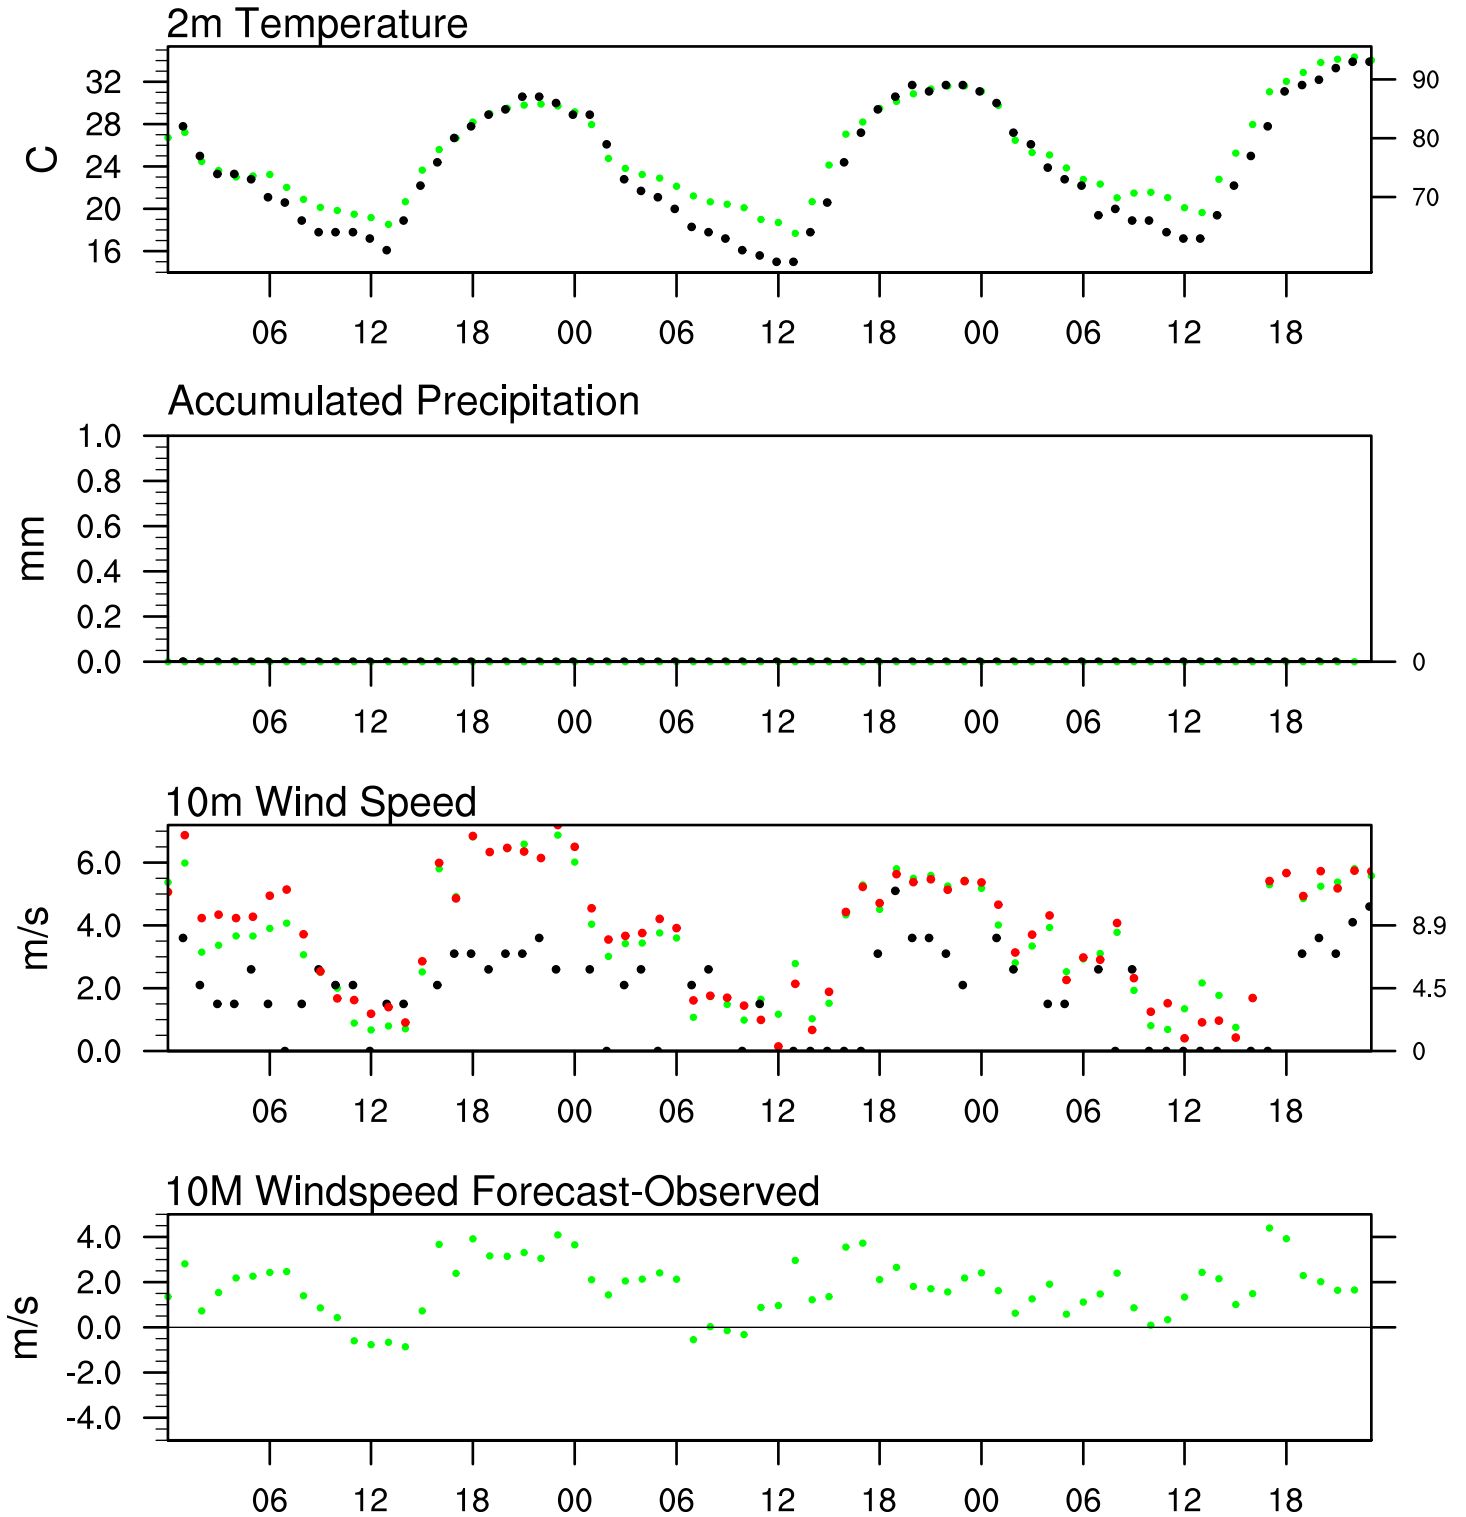 2m Temperature
32
28
24
20
16
C
90
80
70
06 12 18 00 06 12 18 00 06 12 18
Accumulated Precipitation
1.0
0.8
0.6
0.4
0.2
0.0
mm
0
06 12 18 00 06 12 18 00 06 12 18
10m Wind Speed
6.0
4.0
2.0
0.0
m/s
8.9
4.5
0
06 12 18 00 06 12 18 00 06 12 18
10M Windspeed Forecast-Observed
4.0
2.0
0.0
-2.0
-4.0
m/s
06 12 18 00 06 12 18 00 06 12 18